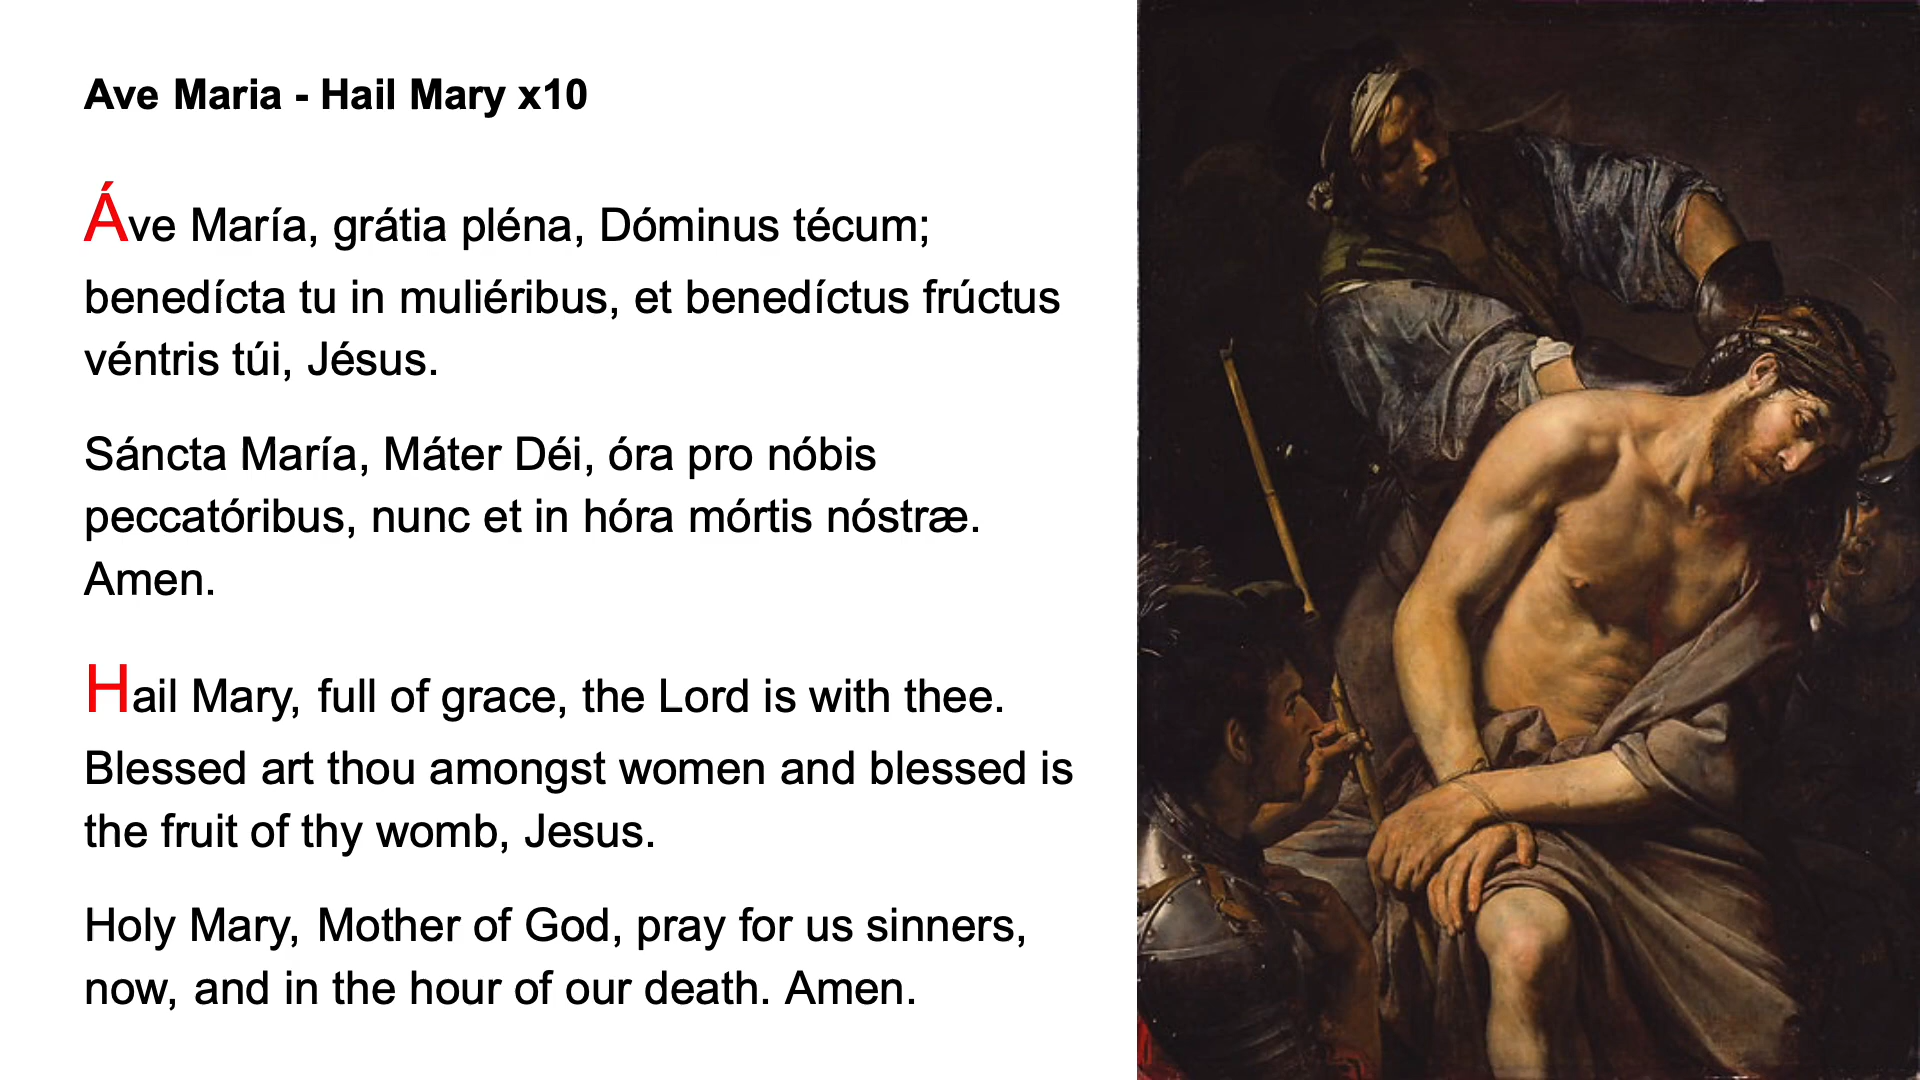 Ave Maria - Hail Mary x10
Áve María, grátia pléna, Dóminus técum;
benedícta tu in muliéribus, et benedíctus frúctus
véntris túi, Jésus.
Sáncta María, Máter Déi, óra pro nóbis
peccatóribus, nunc et in hóra mórtis nóstræ.
Amen.
Hail Mary, full of grace, the Lord is with thee.
Blessed art thou amongst women and blessed is
the fruit of thy womb, Jesus.
Holy Mary, Mother of God, pray for us sinners,
now, and in the hour of our death. Amen.